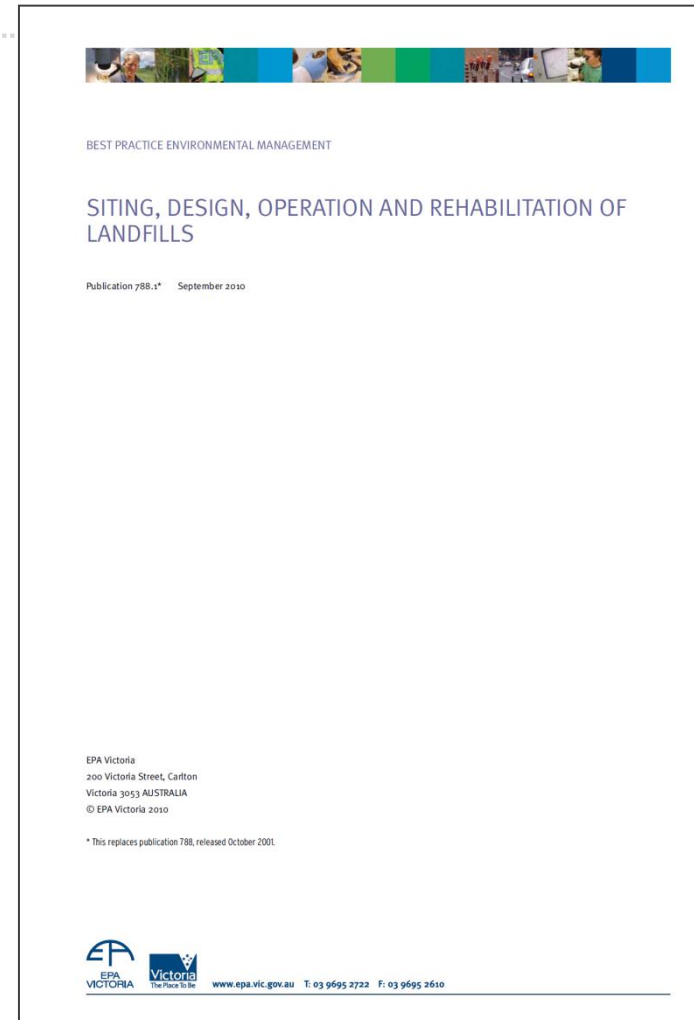 BEST PRACTICE ENVIRONMENTAL MANAGEMENT
SITING, DESIGN, OPERATION AND REHABILITATION OF
LANDFILLS
Publication 788.1* September 2010
EPA Victoria
200 Victoria Street, Carlton
Victoria 3053 AUSTRALIA
© EPA Victoria 2010
* This replaces publication 788, released October 2001.
EPA
VICTORIA
Victoria
The Place To Be
www.epa.vic.gov.au T: 03 9695 2722 F: 03 9695 2610